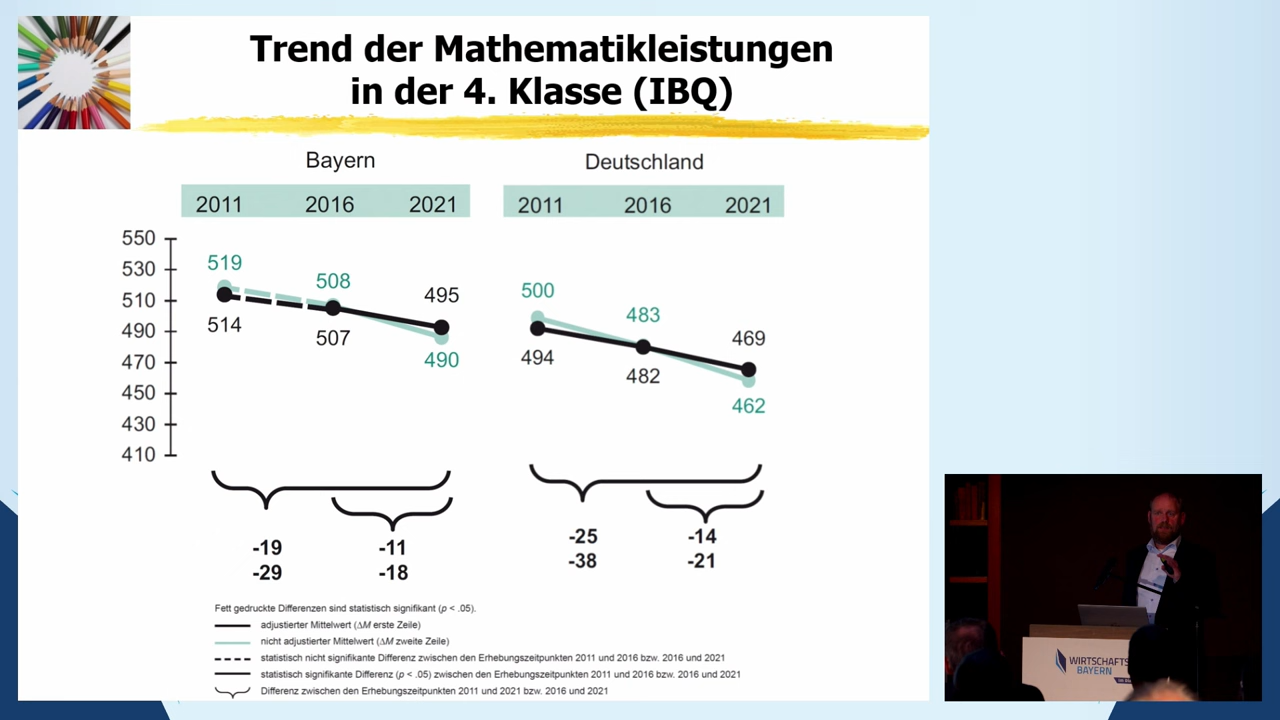 Trend der Mathematikleistungen
in der 4. Klasse (IBQ)
Bayern
Deutschland
2011 2016 2021
2011 2016 2021
550
530
510
490
470
450
430
410
519
508
495
514
507
490
500
483
469
494
482
462
-19
-29
-11
-18
-25
-38
-14
-21
Fett gedruckte Differenzen sind statistisch signifikant (p < .05).
adjustierter Mittelwert (ΔM erste Zeile)
nicht adjustierter Mittelwert (ΔM zweite Zeile)
statistisch nicht signifikante Differenz zwischen den Erhebungszeitpunkten 2011 und 2016 bzw. 2016 und 2021
statistisch signifikante Differenz (p < .05) zwischen den Erhebungszeitpunkten 2011 und 2016 bzw. 2016 und 2021
Differenz zwischen den Erhebungszeitpunkten 2011 und 2021 bzw. 2016 und 2021
WIRTSCHAFTS
BAYERN